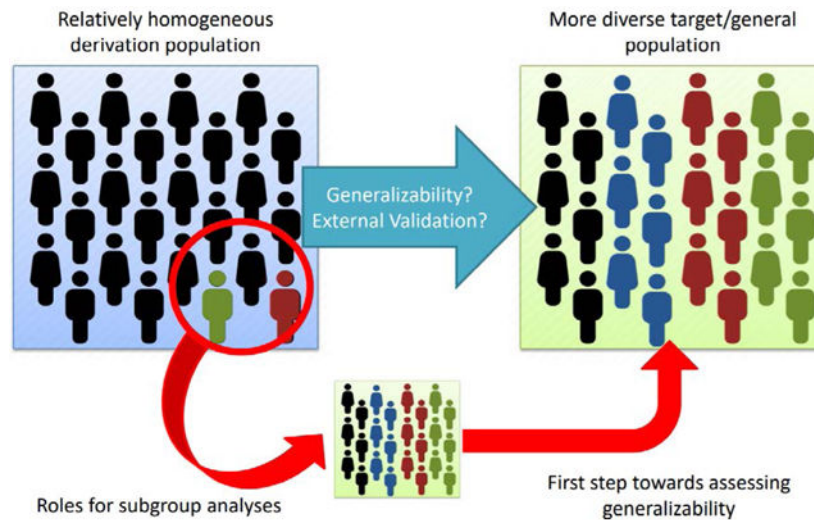 Relatively homogeneous
derivation population
More diverse target/general
population
Generalizability?
External Validation?
Roles for subgroup analyses
First step towards assessing
generalizability